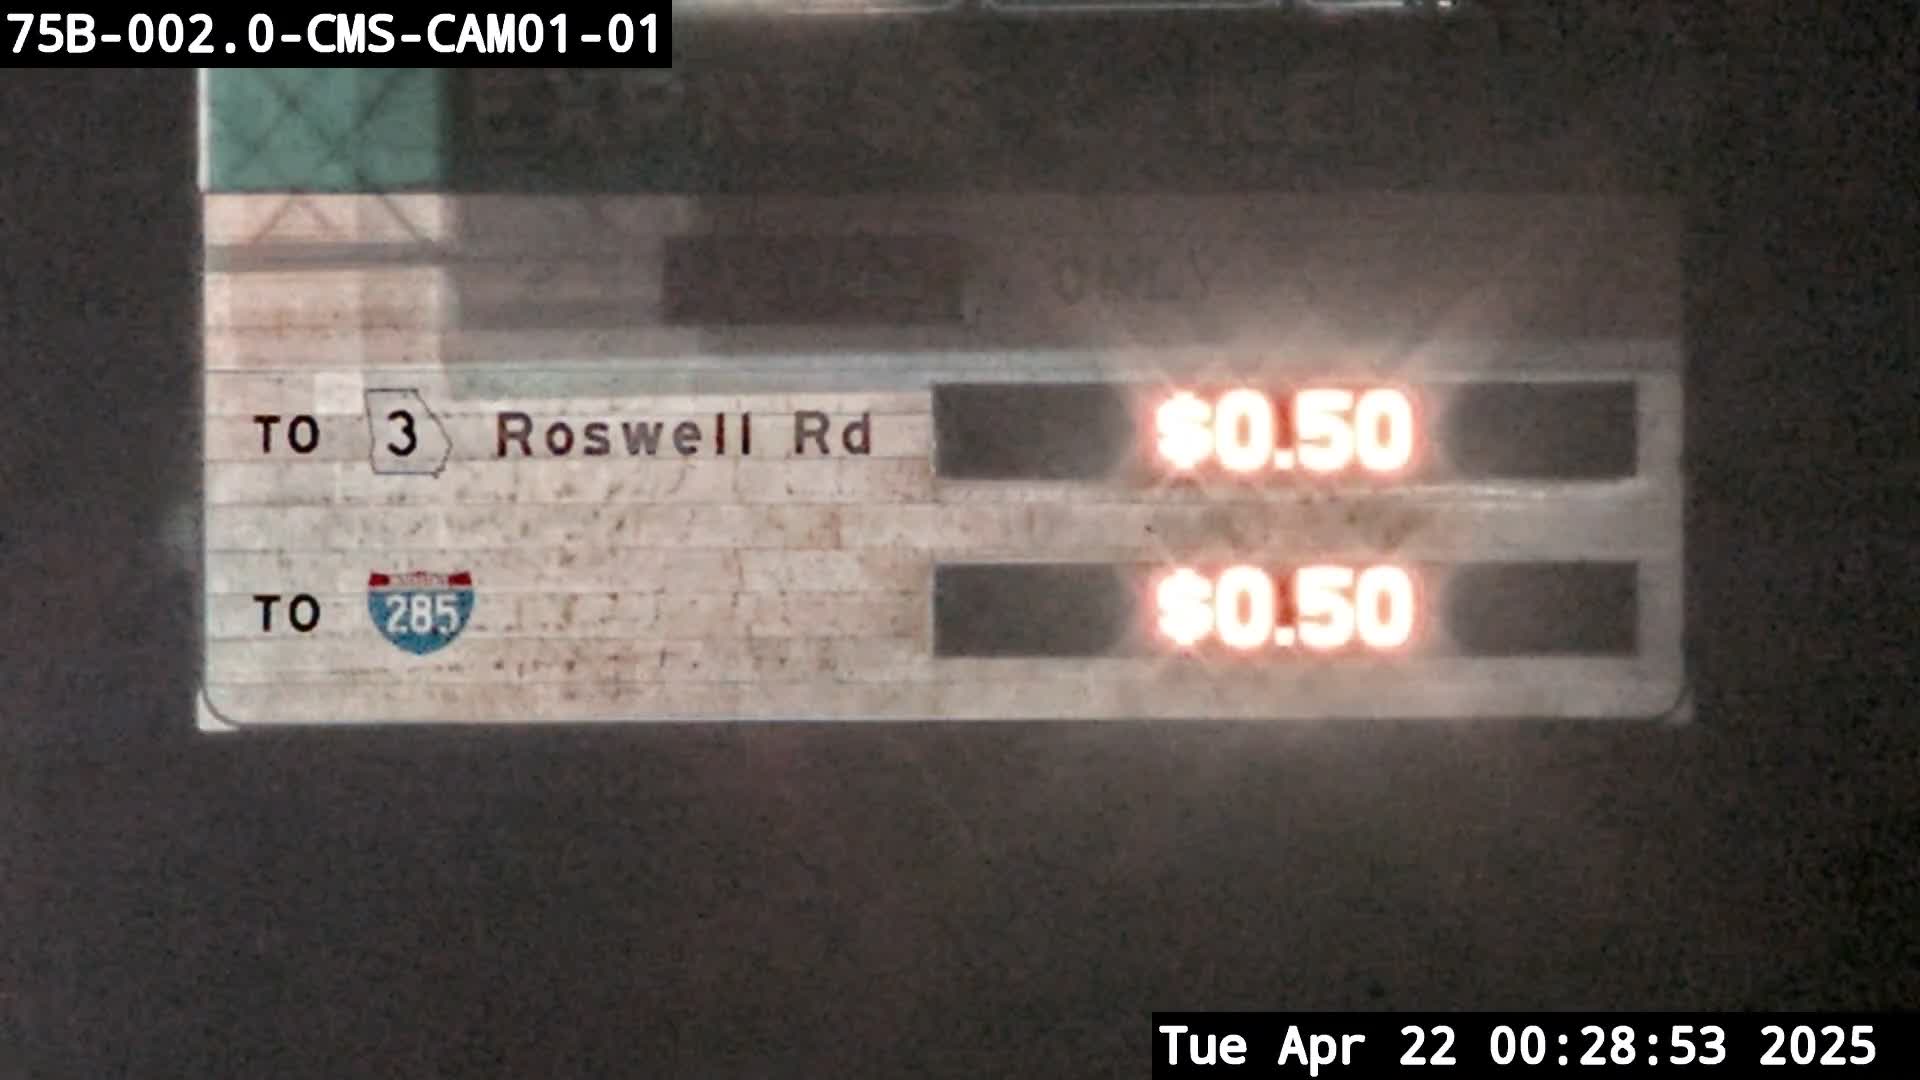 75B-002.0-CMS-CAM01-01
ONLY
TO 3 Roswell Rd $0.50
TO 285 $0.50
Tue Apr 22 00:28:53 2025